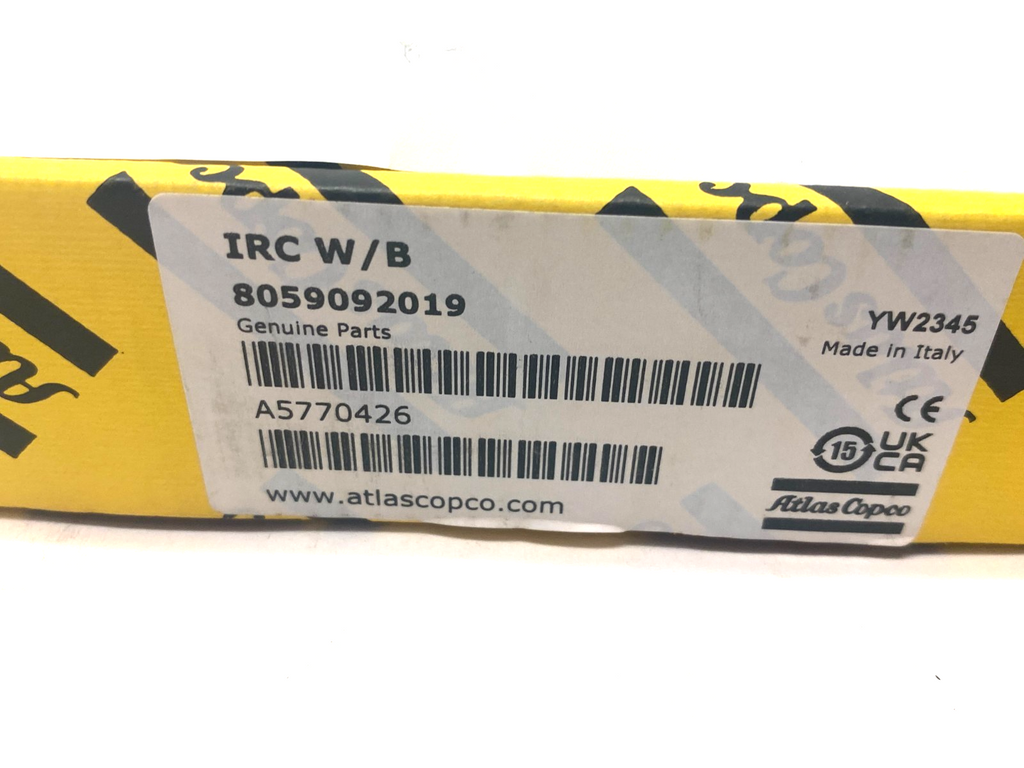 IRC W/B
8059092019
Genuine Parts
YW2345
Made in Italy
A5770426
CE
15
UK
CA
www.atlascopco.com
Atlas Copco